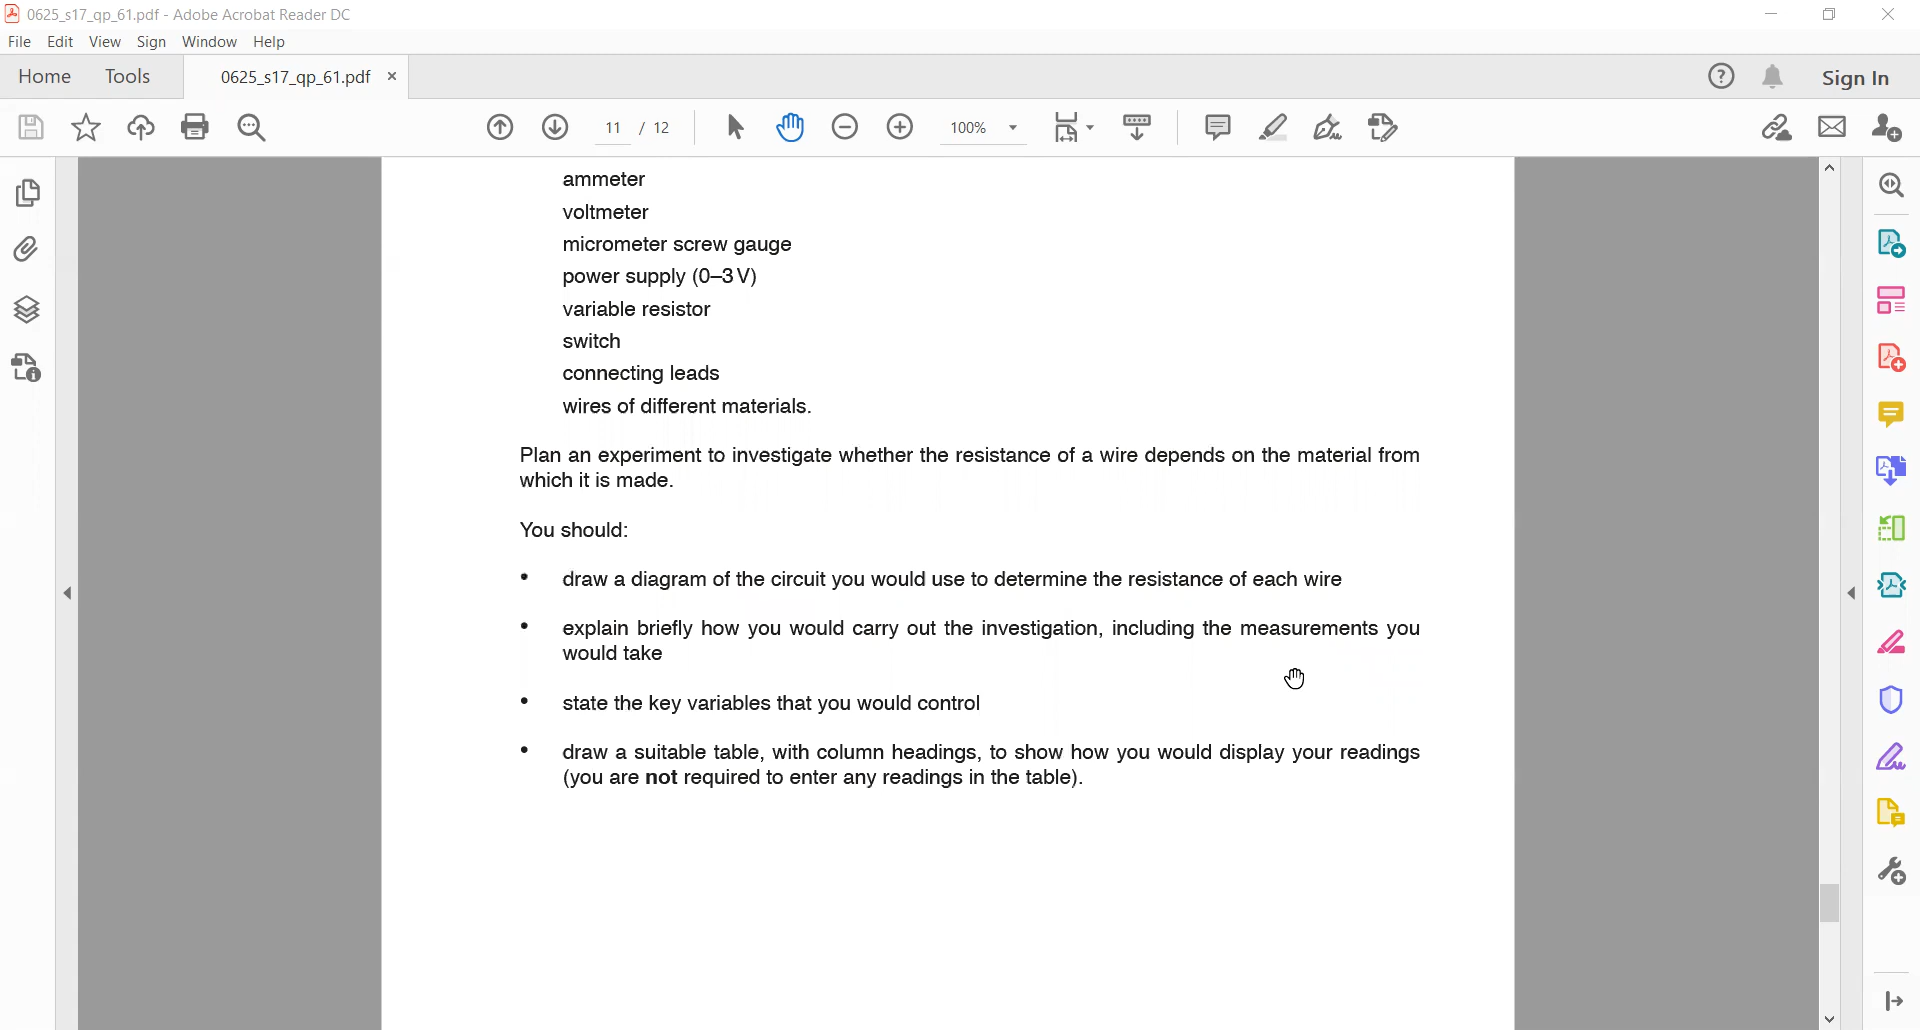 0625_s17_qp_61.pdf - Adobe Acrobat Reader DC
File Edit View Sign Window Help
Home Tools 0625_s17_qp_61.pdf × Sign In
11 / 12 100%
ammeter
voltmeter
micrometer screw gauge
power supply (0–3 V)
variable resistor
switch
connecting leads
wires of different materials.
Plan an experiment to investigate whether the resistance of a wire depends on the material from
which it is made.
You should:
• draw a diagram of the circuit you would use to determine the resistance of each wire
• explain briefly how you would carry out the investigation, including the measurements you
would take
• state the key variables that you would control
• draw a suitable table, with column headings, to show how you would display your readings
(you are not required to enter any readings in the table).